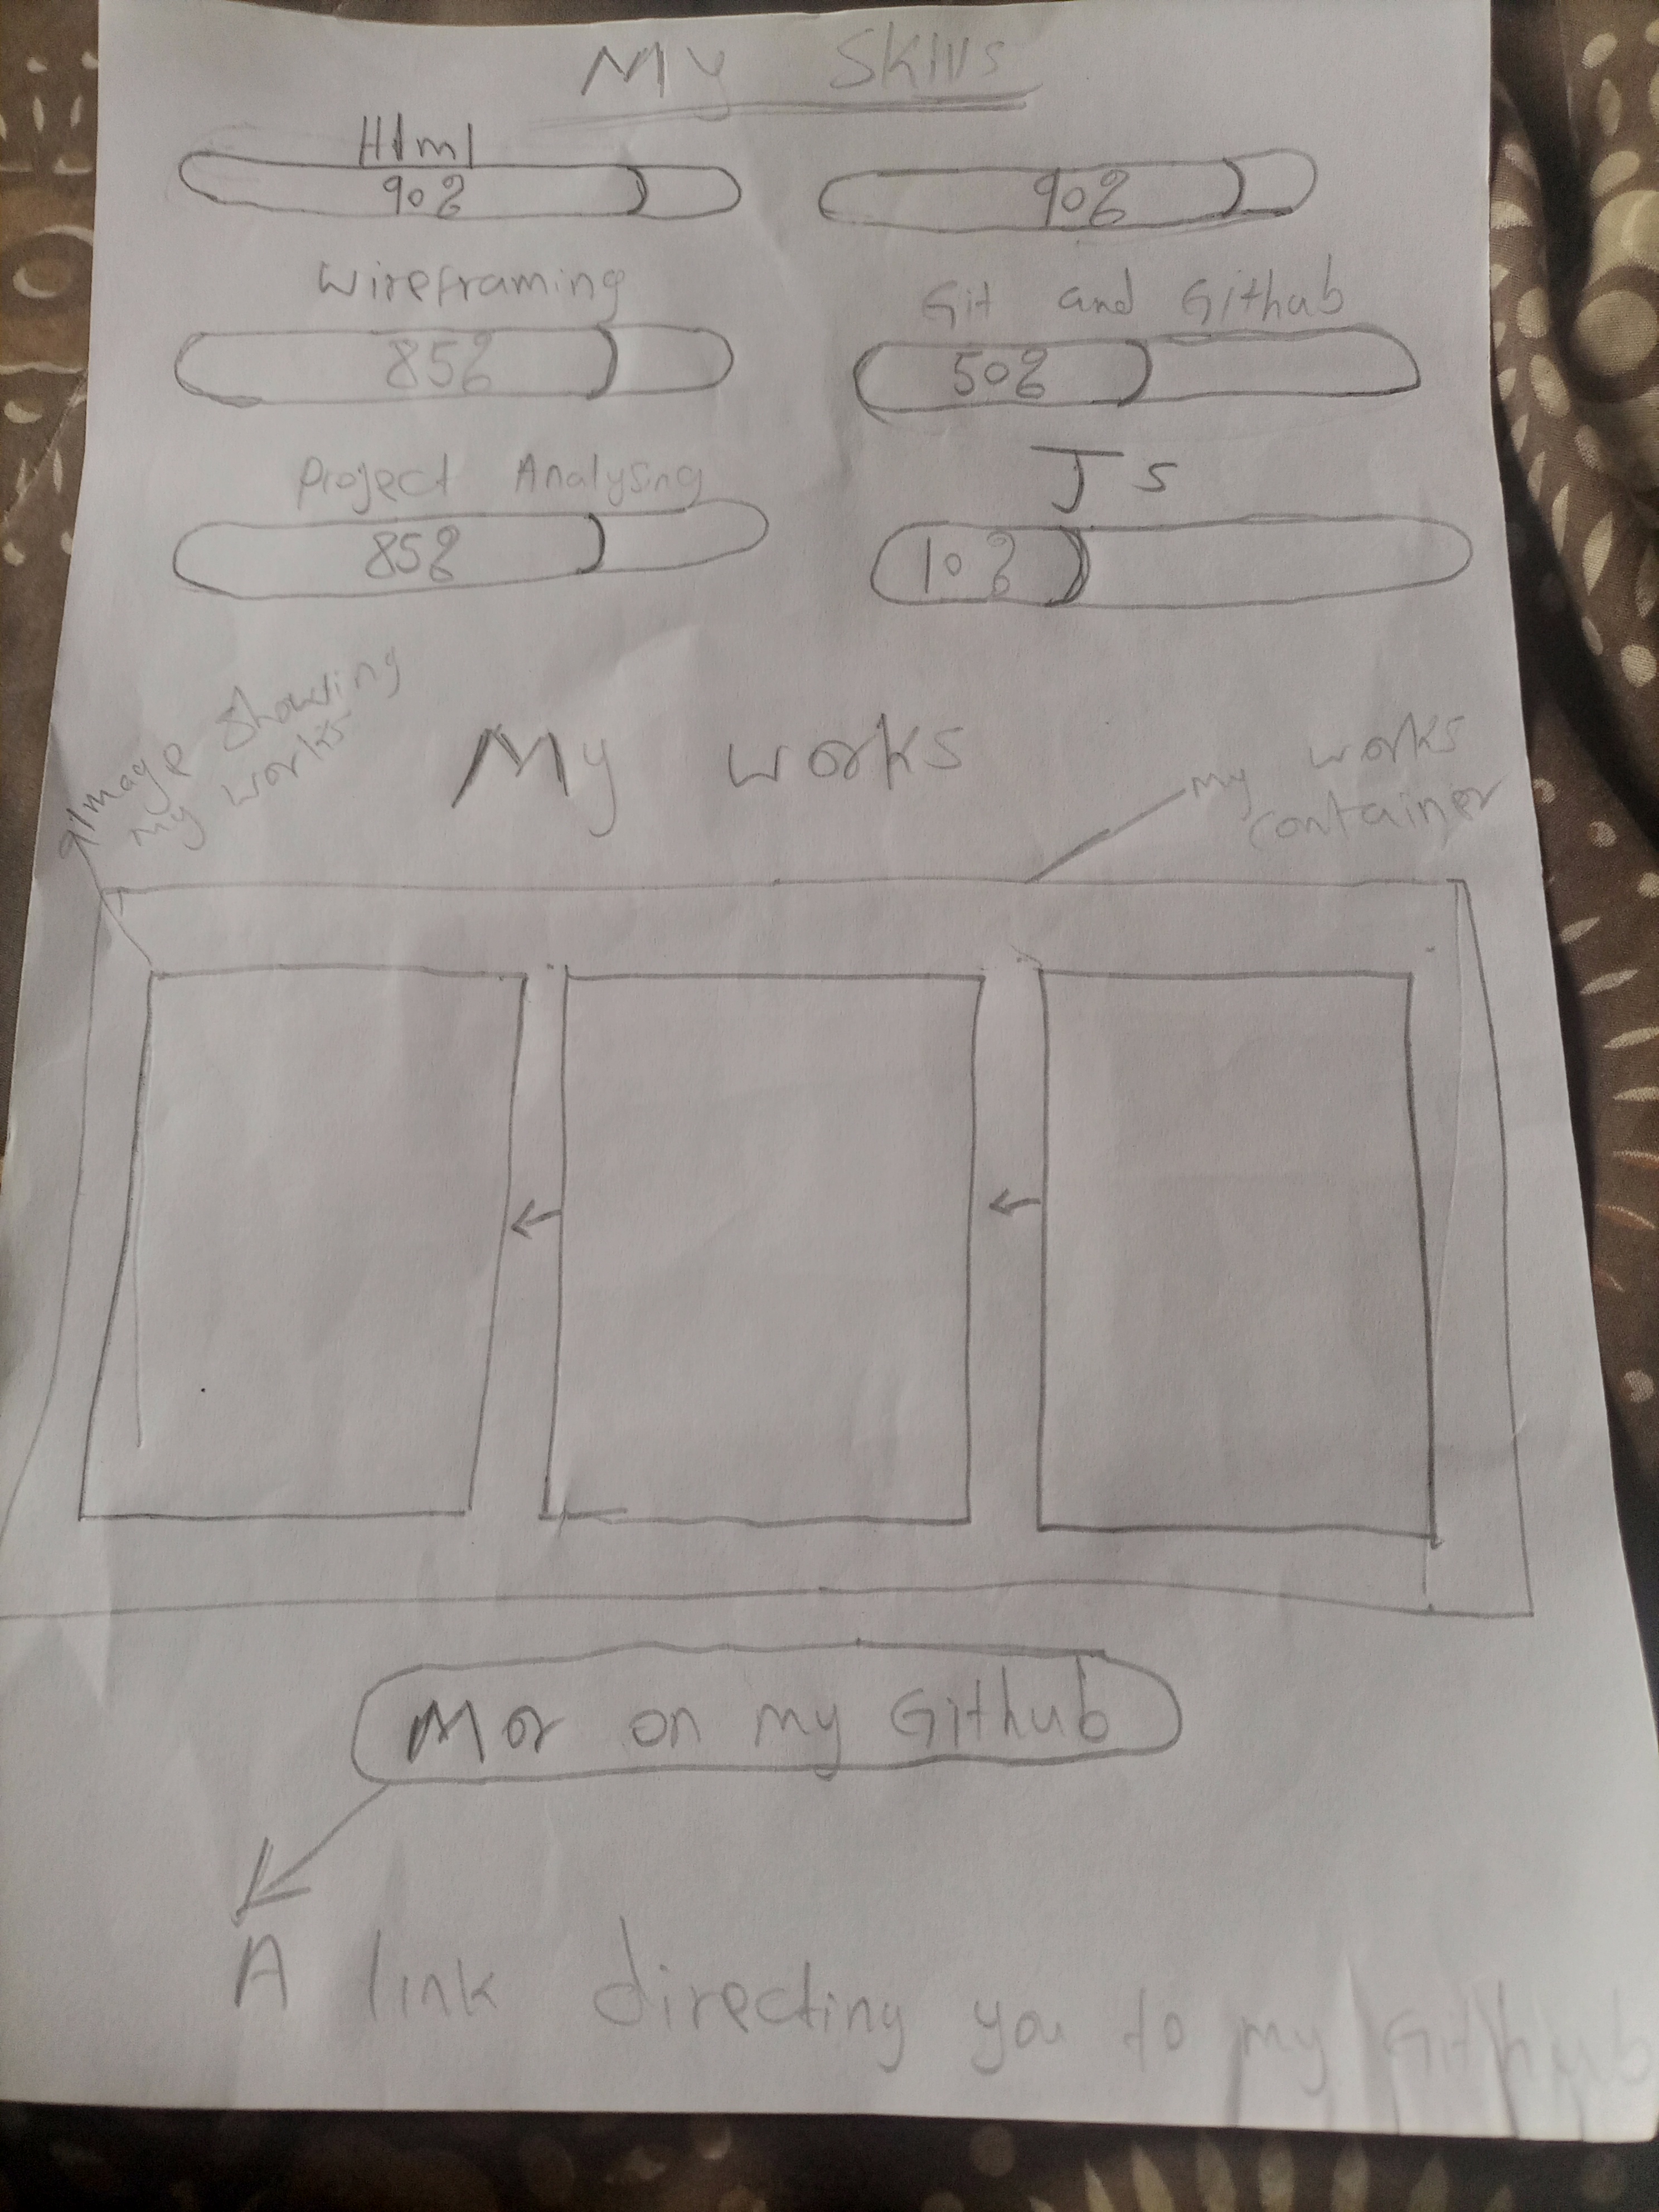 My Skills
Html
90% 90%
Wireframing Git and Github
85% 50%
Project Analysing Js
85% 10%
Image showing
my works
My works
my works
container
Mor on my Github
A link directing you to my Github